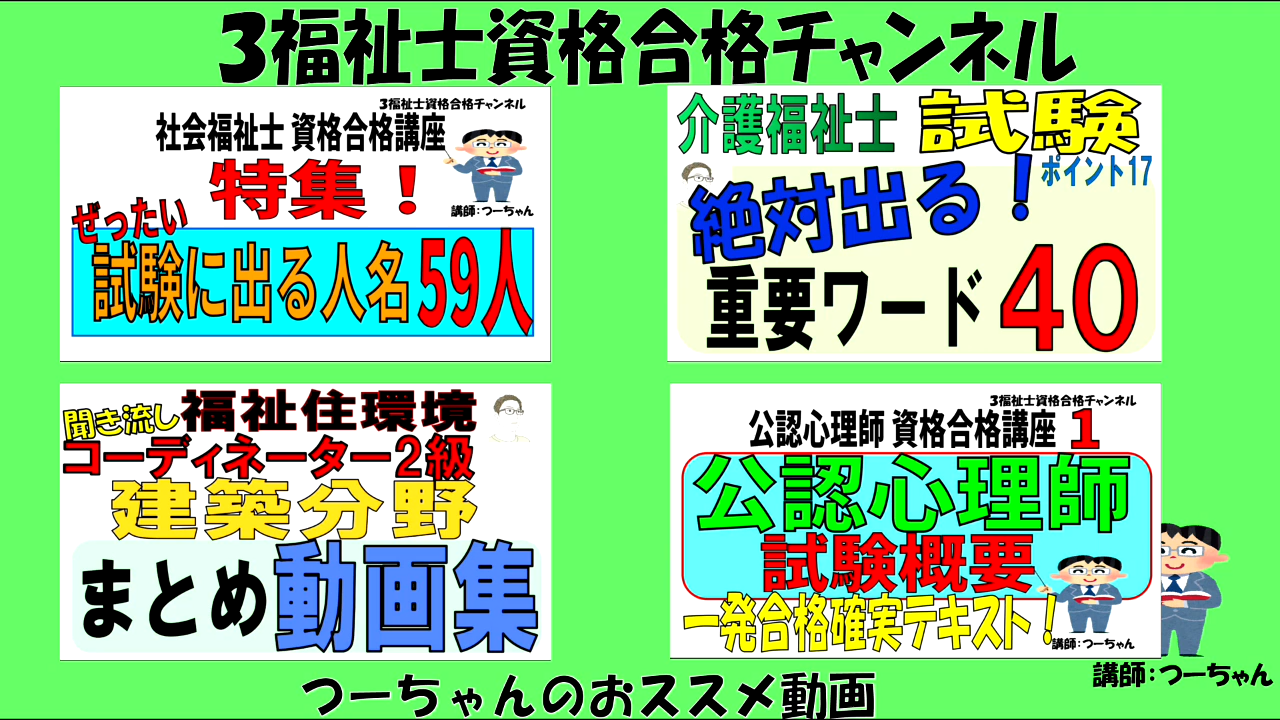 3福祉士資格合格チャンネル
3福祉士資格合格チャンネル
社会福祉士 資格合格講座
特集！
講師：つーちゃん
ぜったい
試験に出る人名59人
介護福祉士 試験
ポイント17
絶対出る！
重要ワード40
聞き流し福祉住環境
コーディネーター2級
建築分野
まとめ動画集
3福祉士資格合格チャンネル
公認心理師 資格合格講座 1
公認心理師
試験概要
一発合格確実テキスト！
講師：つーちゃん
講師：つーちゃん
つーちゃんのおススメ動画